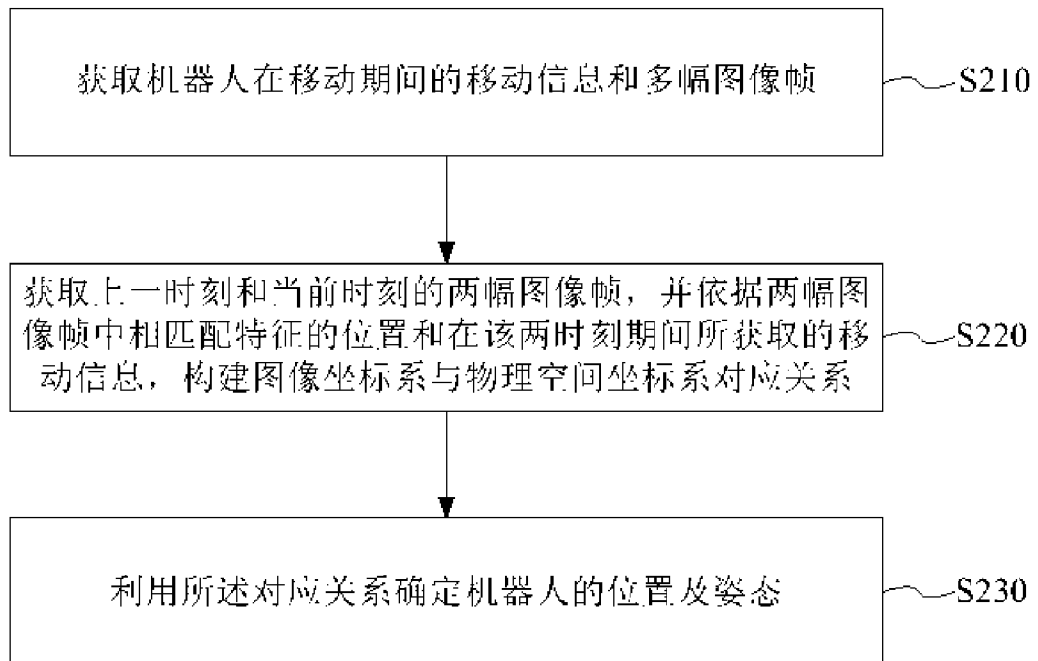 获取机器人在移动期间的移动信息和多幅图像帧
S210
获取上一时刻和当前时刻的两幅图像帧，并依据两幅图
像帧中相匹配特征的位置和在该两时刻期间所获取的移
动信息，构建图像坐标系与物理空间坐标系对应关系
S220
利用所述对应关系确定机器人的位置及姿态
S230